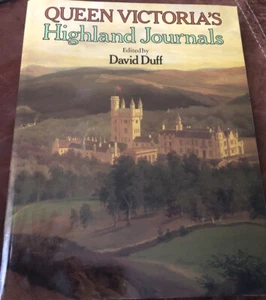 QUEEN VICTORIA'S
Highland Journals
Edited by
David Duff